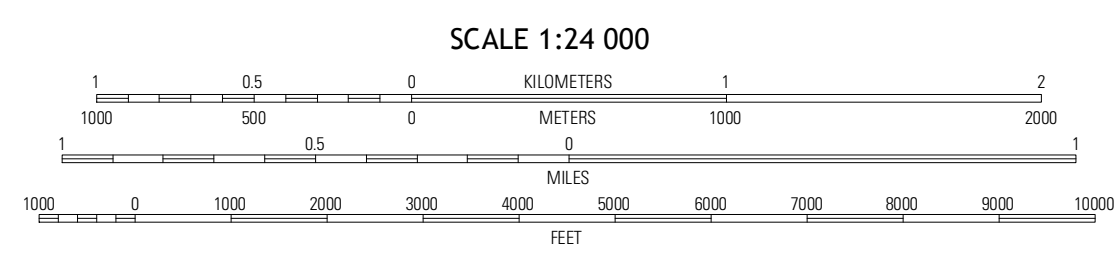 SCALE 1:24 000
1 0.5 0 KILOMETERS 1 2
1000 500 0 METERS 1000 2000
1 0.5 0 1
MILES
1000 0 1000 2000 3000 4000 5000 6000 7000 8000 9000 10000
FEET